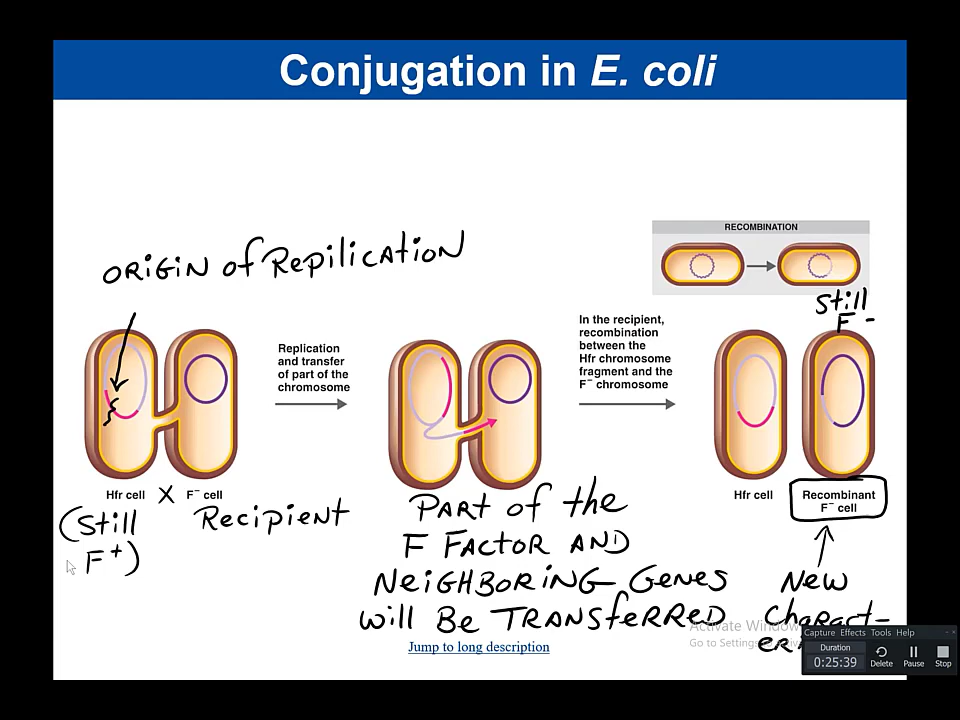 Conjugation in E. coli
RECOMBINATION
ORIGIN of Repilication
Still
F -
Replication
and transfer
of part of the
chromosome
In the recipient,
recombination
between the
Hfr chromosome
fragment and the
F⁻ chromosome
Hfr cell X F⁻ cell
(Still
F⁺)
Recipient
PART of the
F FACTOR AND
NeiGHBORiNG Genes
will Be TRANSfeRRED
Hfr cell
Recombinant
F⁻ cell
New
Charact-
Activate Windows
Go to Settings
Jump to long description
Capture Effects Tools Help
Duration
0:25:39
Delete
Pause
Stop